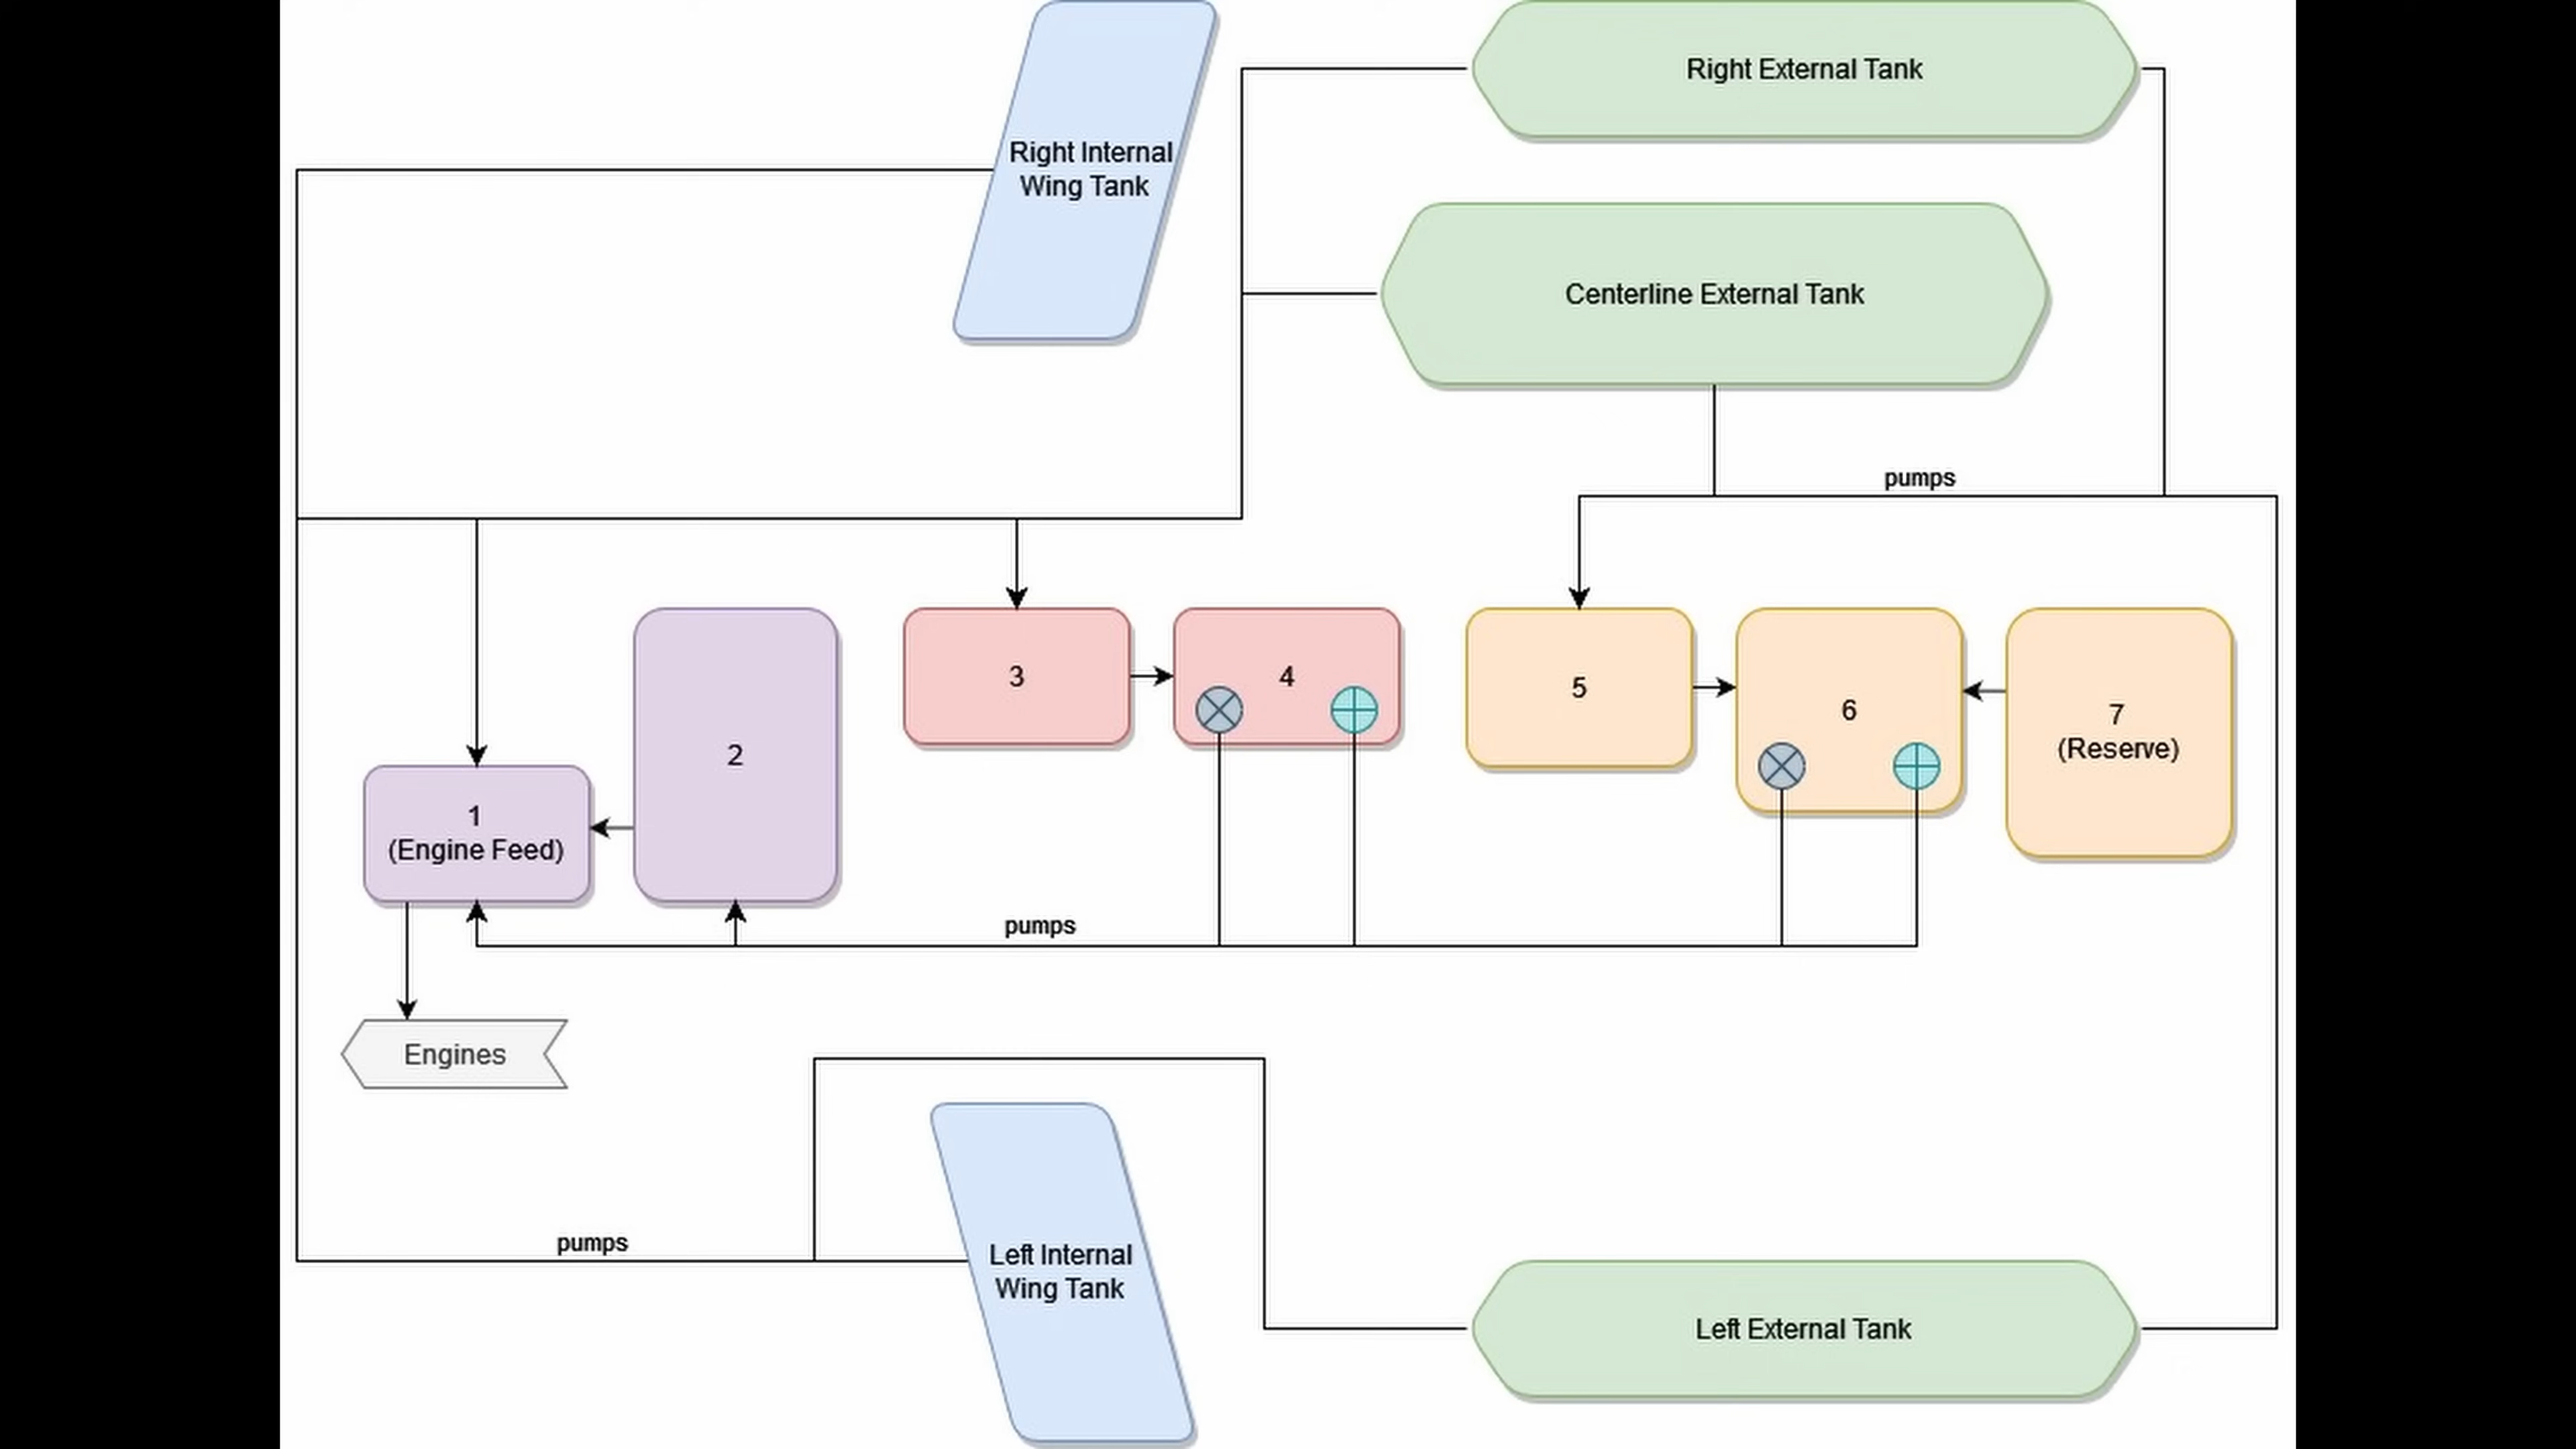 Right External Tank
Right Internal
Wing Tank
Centerline External Tank
pumps
3
4
5
6
7
(Reserve)
2
1
(Engine Feed)
pumps
Engines
pumps
Left Internal
Wing Tank
Left External Tank